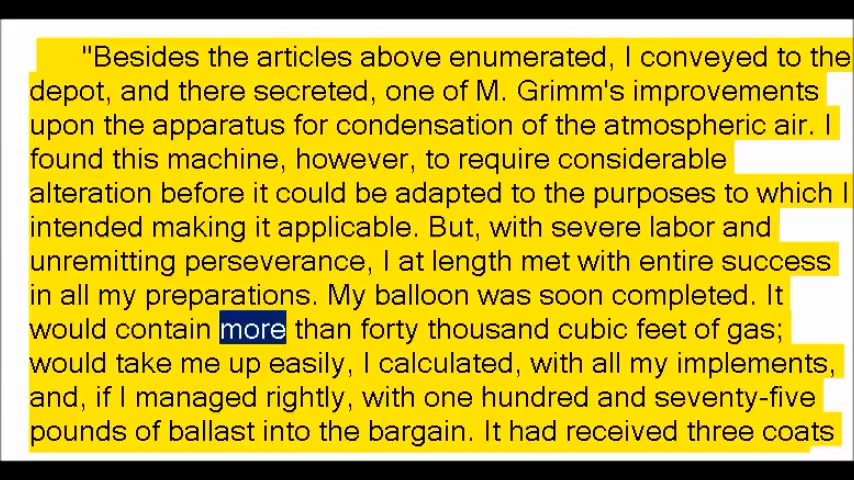 "Besides the articles above enumerated, I conveyed to the
depot, and there secreted, one of M. Grimm's improvements
upon the apparatus for condensation of the atmospheric air. I
found this machine, however, to require considerable
alteration before it could be adapted to the purposes to which I
intended making it applicable. But, with severe labor and
unremitting perseverance, I at length met with entire success
in all my preparations. My balloon was soon completed. It
would contain more than forty thousand cubic feet of gas;
would take me up easily, I calculated, with all my implements,
and, if I managed rightly, with one hundred and seventy-five
pounds of ballast into the bargain. It had received three coats